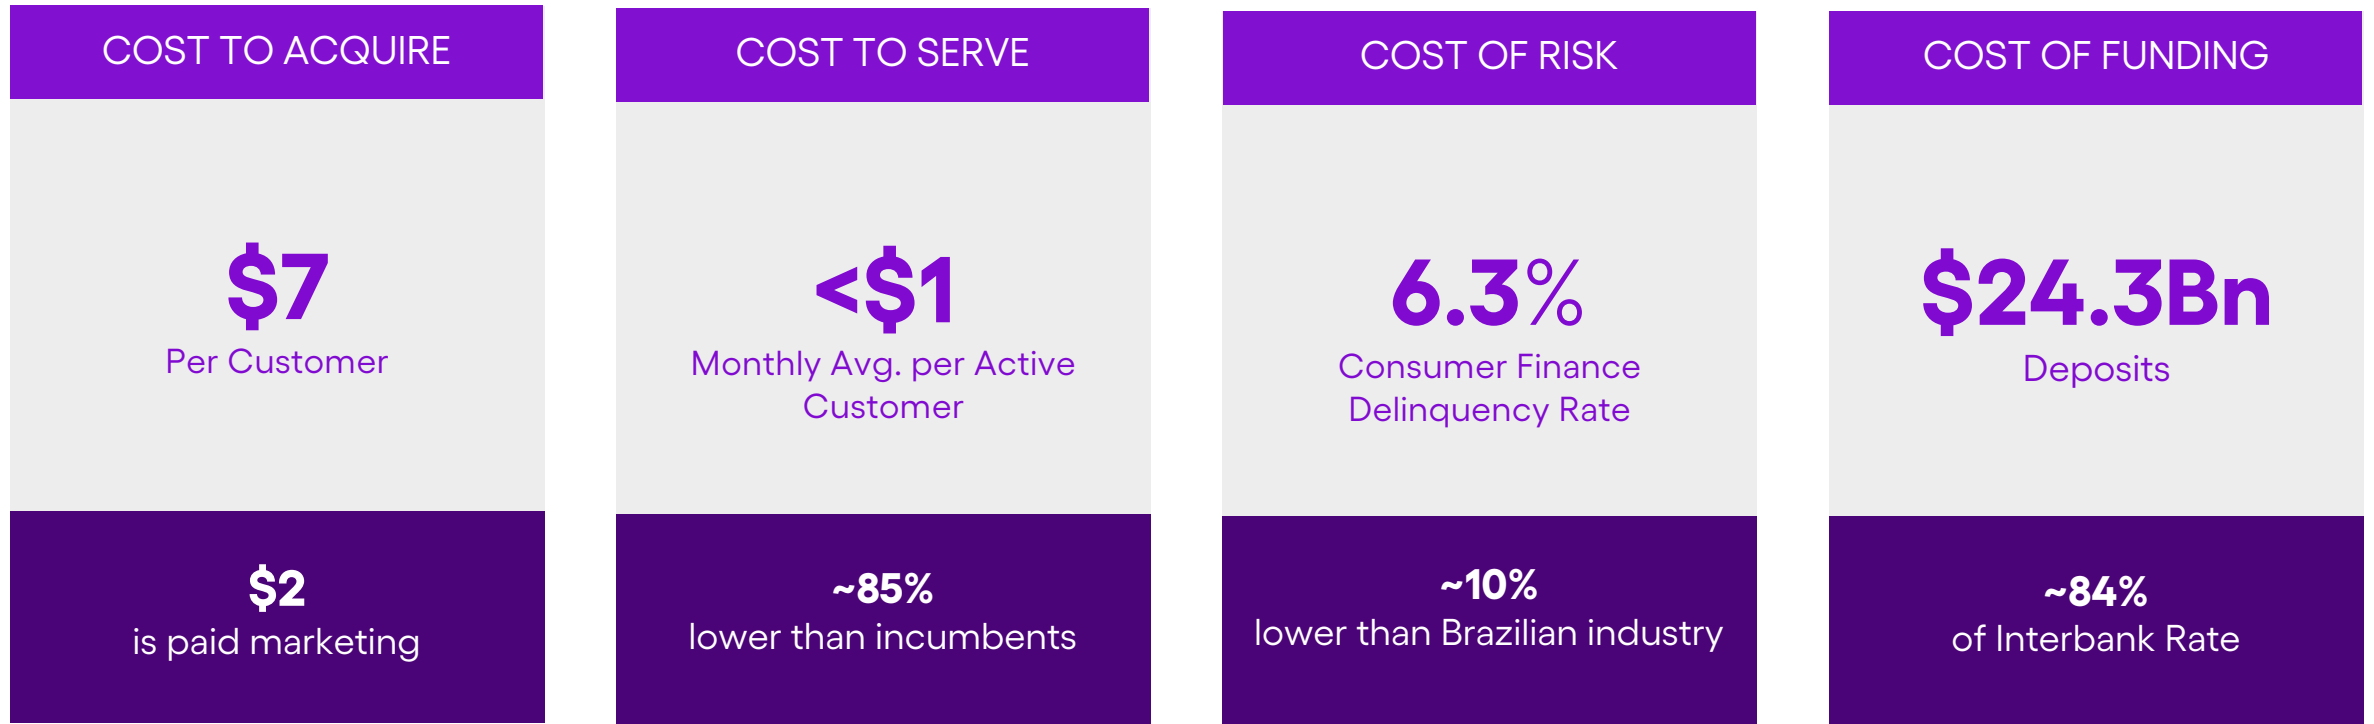 COST TO ACQUIRE
$7
Per Customer
$2
is paid marketing
COST TO SERVE
<$1
Monthly Avg. per Active
Customer
~85%
lower than incumbents
COST OF RISK
6.3%
Consumer Finance
Delinquency Rate
~10%
lower than Brazilian industry
COST OF FUNDING
$24.3Bn
Deposits
~84%
of Interbank Rate